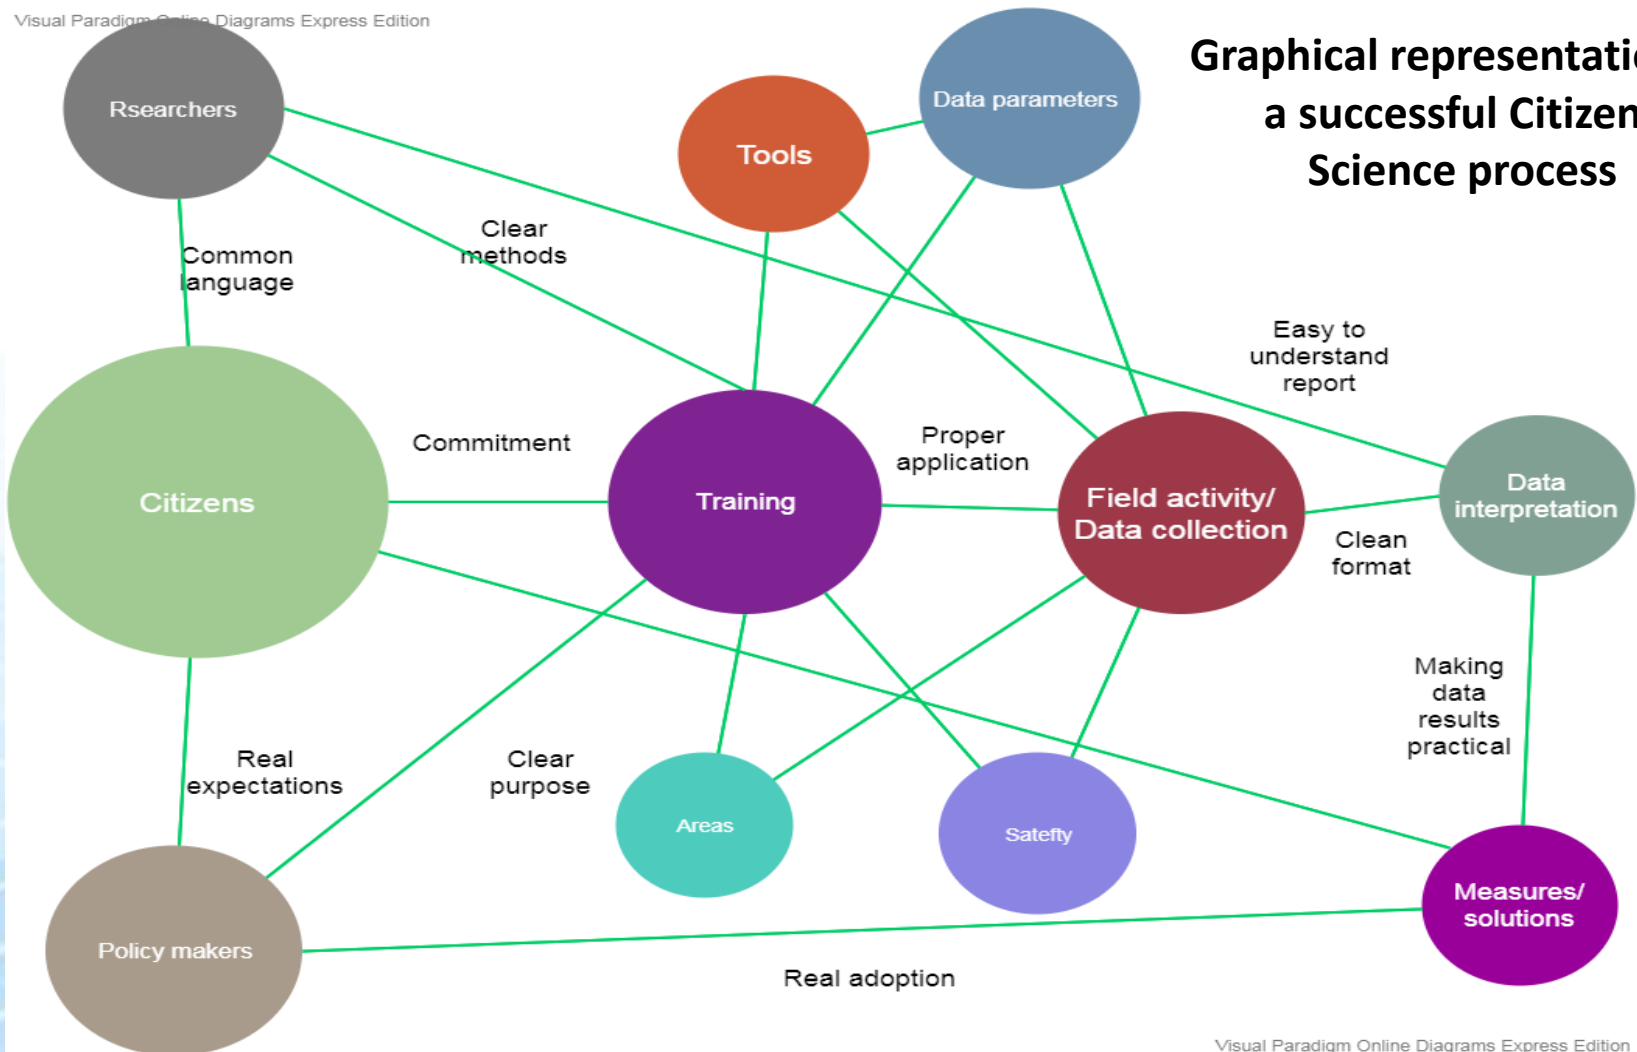 Visual Paradigm Online Diagrams Express Edition
Graphical representatio
a successful Citizen
Science process
Rsearchers
Tools
Data parameters
Common
language
Clear
methods
Easy to
understand
report
Citizens
Commitment
Training
Proper
application
Field activity/
Data collection
Clean
format
Data
interpretation
Real
expectations
Clear
purpose
Areas
Satefty
Making
data
results
practical
Policy makers
Real adoption
Measures/
solutions
Visual Paradigm Online Diagrams Express Edition